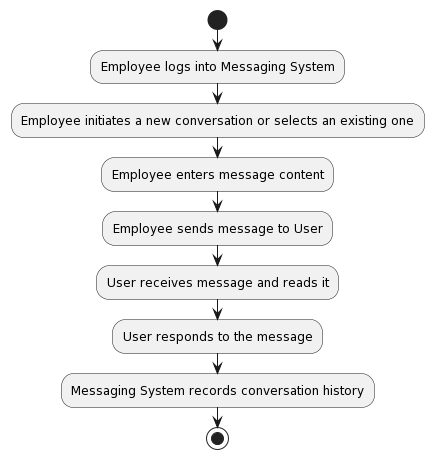 Employee logs into Messaging System
Employee initiates a new conversation or selects an existing one
Employee enters message content
Employee sends message to User
User receives message and reads it
User responds to the message
Messaging System records conversation history